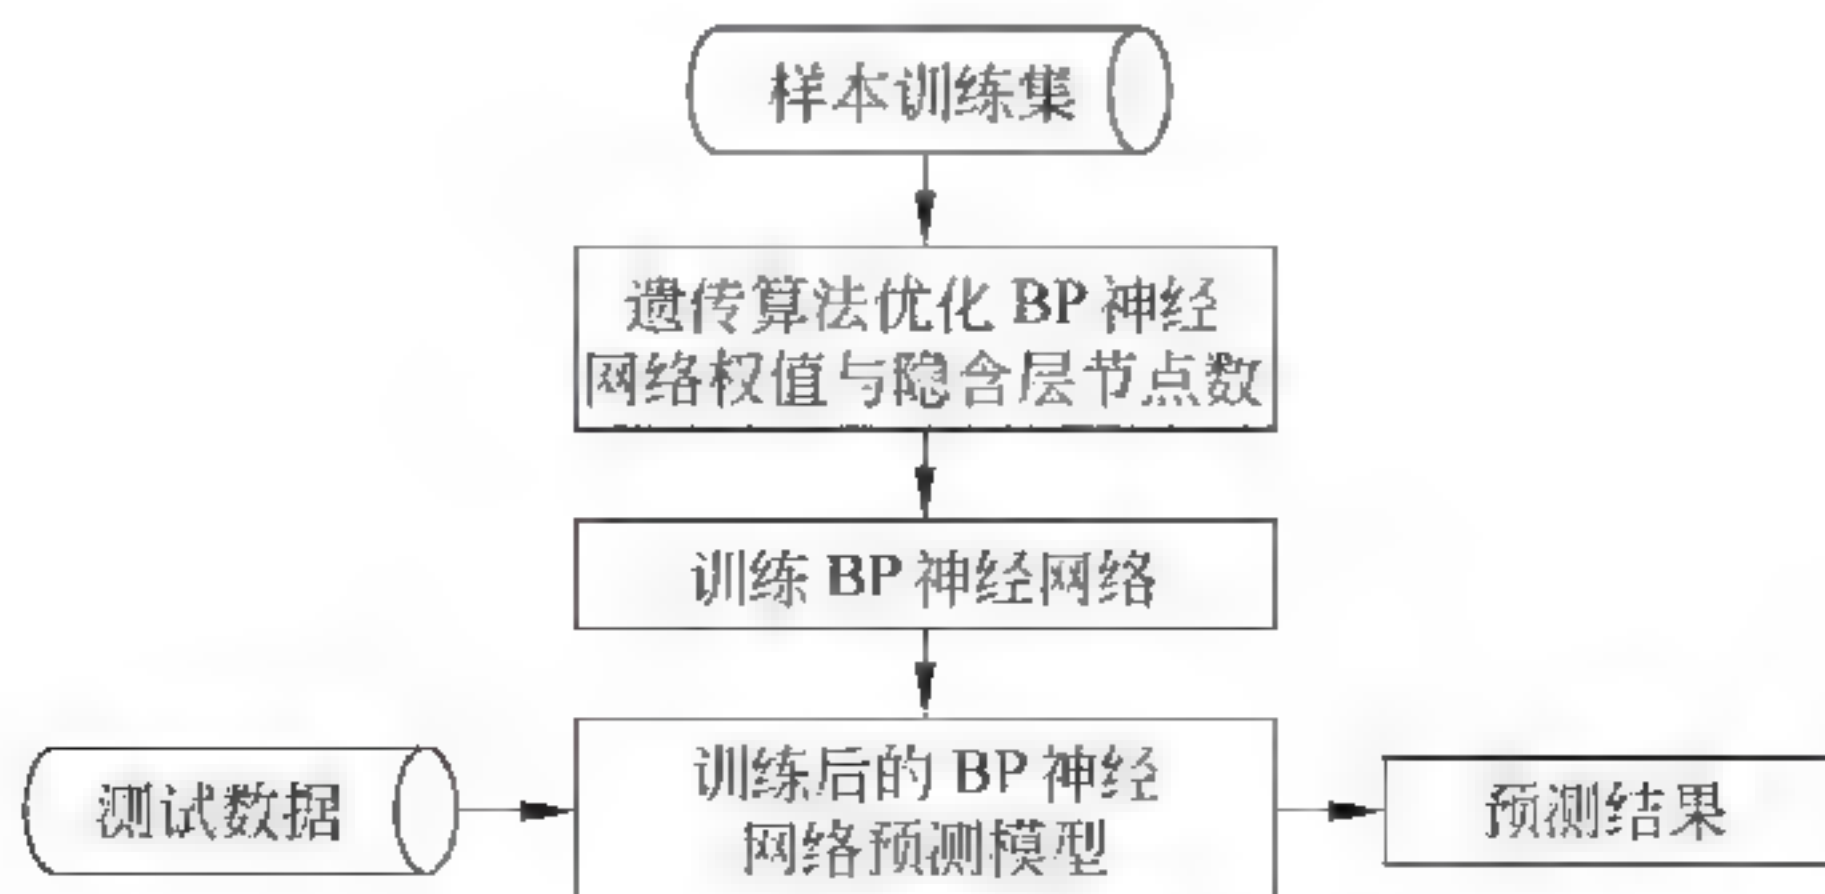 样本训练集
遗传算法优化 BP 神经
网络权值与隐含层节点数
训练 BP 神经网络
测试数据
训练后的 BP 神经
网络预测模型
预测结果